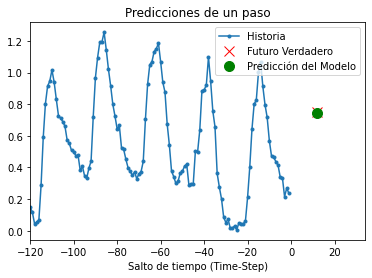 Predicciones de un paso
Historia
Futuro Verdadero
Predicción del Modelo
1.2
1.0
0.8
0.6
0.4
0.2
0.0
−120 −100 −80 −60 −40 −20 0 20
Salto de tiempo (Time-Step)